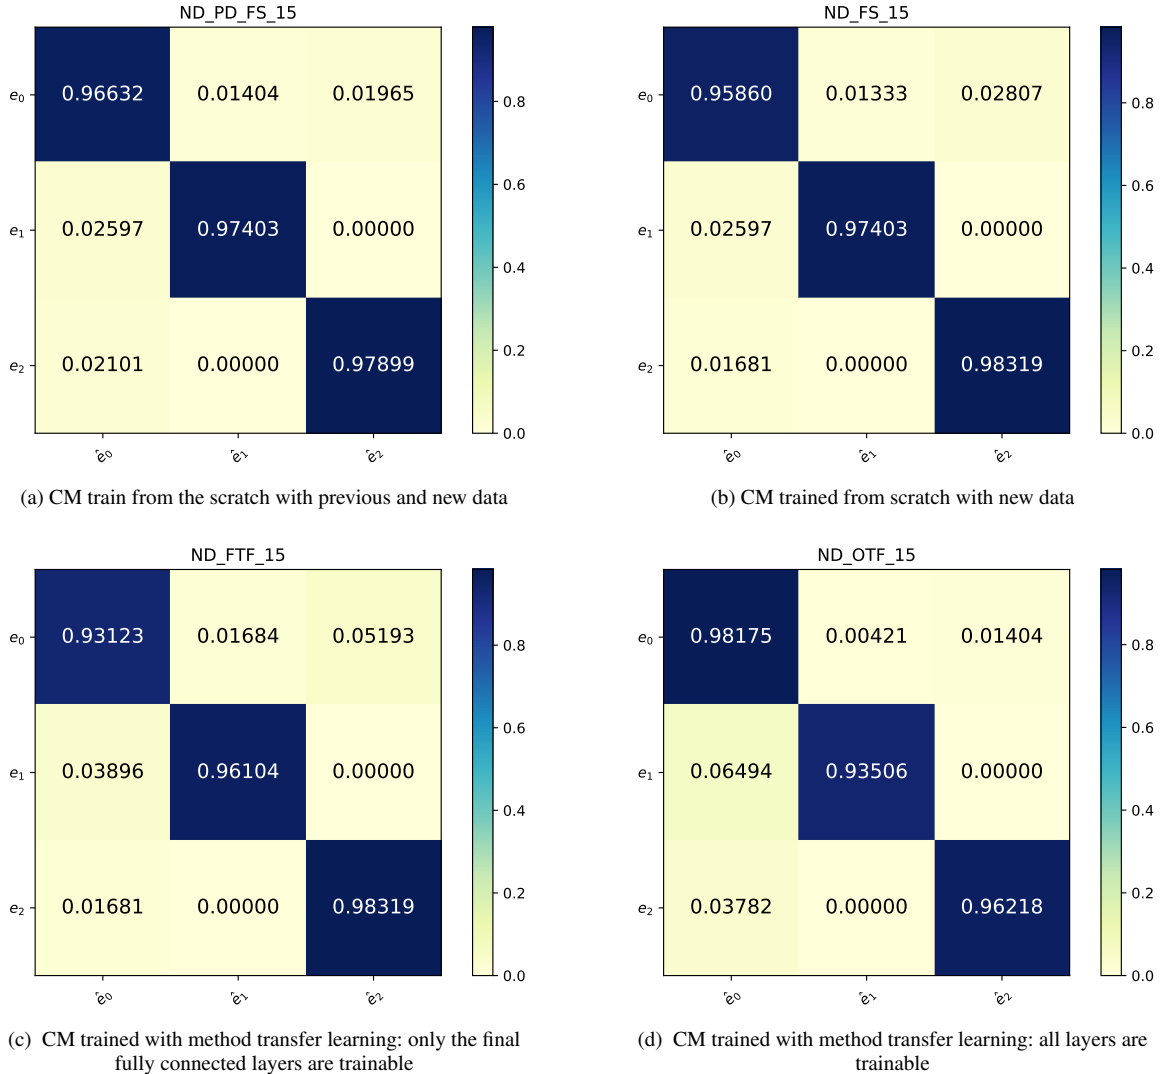 ND_PD_FS_15
e0 0.96632 0.01404 0.01965
e1 0.02597 0.97403 0.00000
e2 0.02101 0.00000 0.97899
ê0 ê1 ê2
0.8
0.6
0.4
0.2
0.0
(a) CM train from the scratch with previous and new data
ND_FS_15
e0 0.95860 0.01333 0.02807
e1 0.02597 0.97403 0.00000
e2 0.01681 0.00000 0.98319
ê0 ê1 ê2
0.8
0.6
0.4
0.2
0.0
(b) CM trained from scratch with new data
ND_FTF_15
e0 0.93123 0.01684 0.05193
e1 0.03896 0.96104 0.00000
e2 0.01681 0.00000 0.98319
ê0 ê1 ê2
0.8
0.6
0.4
0.2
0.0
(c) CM trained with method transfer learning: only the final
fully connected layers are trainable
ND_OTF_15
e0 0.98175 0.00421 0.01404
e1 0.06494 0.93506 0.00000
e2 0.03782 0.00000 0.96218
ê0 ê1 ê2
0.8
0.6
0.4
0.2
0.0
(d) CM trained with method transfer learning: all layers are
trainable